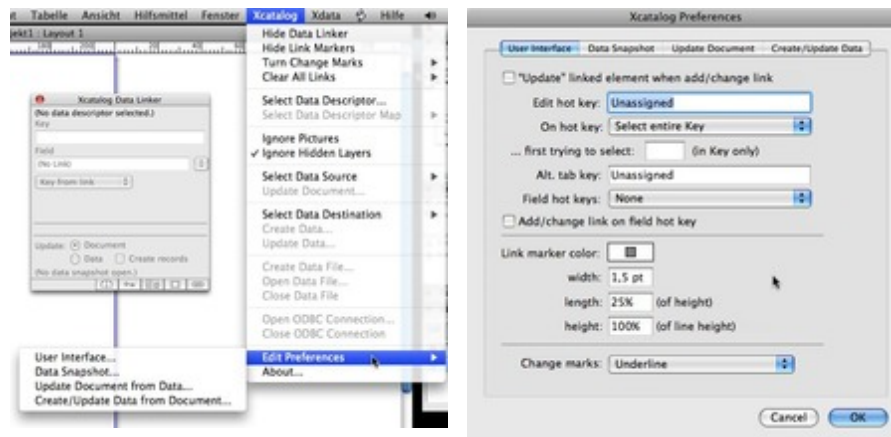 Tabelle Ansicht Hilfsmittel Fenster Xcatalog Xdata Hilfe
ekt1 : Layout 1
Hide Data Linker
Hide Link Markers
Turn Change Marks
Clear All Links
Select Data Descriptor...
Select Data Descriptor Map
Ignore Pictures
✓ Ignore Hidden Layers
Select Data Source
Update Document...
Select Data Destination
Create Data...
Update Data...
Create Data File...
Open Data File...
Close Data File
Open ODBC Connection...
Close ODBC Connection
Edit Preferences
About...
Xcatalog Data Linker
(No data descriptor selected.)
Key
Field
(No Link)
Key from link
Update: Document
Data Create records
(No data snapshot open.)
User Interface...
Data Snapshot...
Update Document from Data...
Create/Update Data from Document...
Xcatalog Preferences
User Interface Data Snapshot Update Document Create/Update Data
"Update" linked element when add/change link
Edit hot key: Unassigned
On hot key: Select entire Key
... first trying to select: (in Key only)
Alt. tab key: Unassigned
Field hot keys: None
Add/change link on field hot key
Link marker color:
width: 1,5 pt
length: 25% (of height)
height: 100% (of line height)
Change marks: Underline
Cancel OK